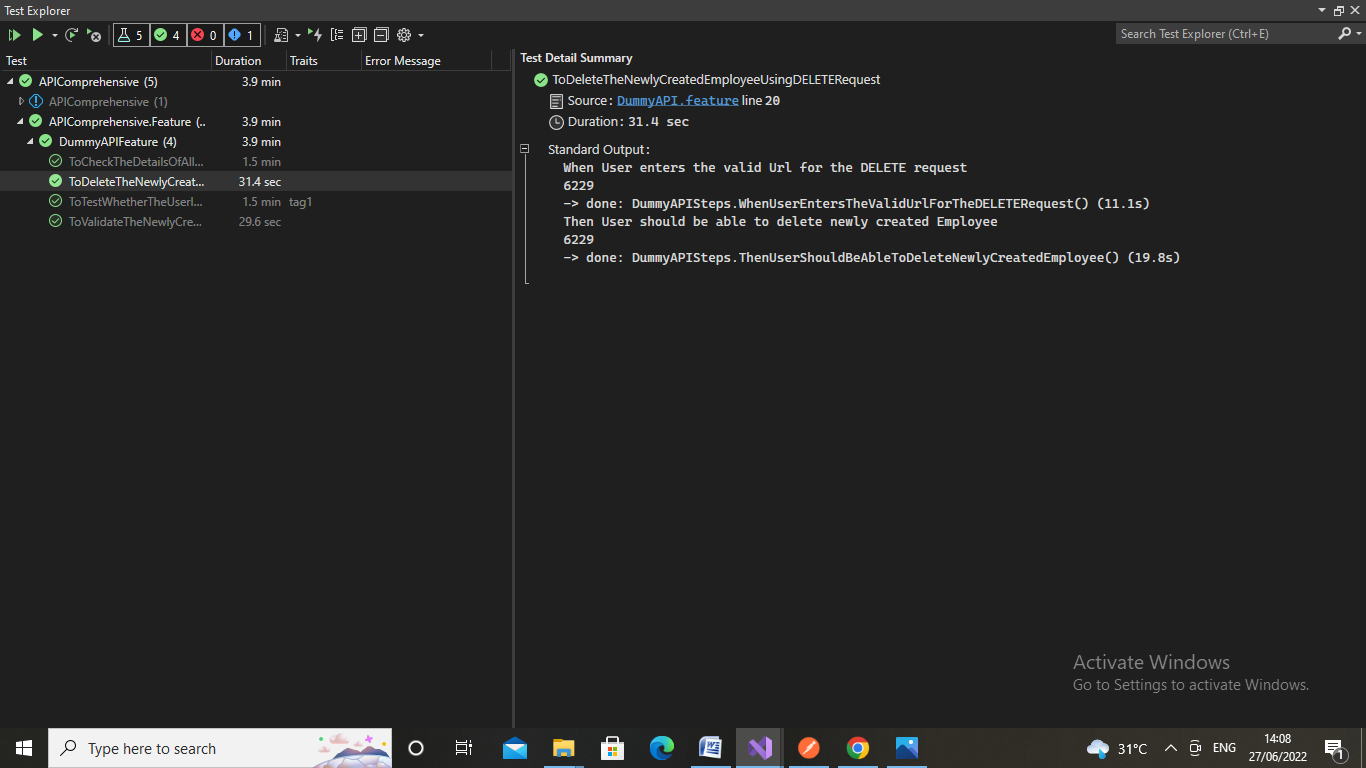 Test Explorer
5 4 0 1
Search Test Explorer (Ctrl+E)
Test Duration Traits Error Message
APIComprehensive (5) 3.9 min
APIComprehensive (1)
APIComprehensive.Feature (.. 3.9 min
DummyAPIFeature (4) 3.9 min
ToCheckTheDetailsOfAll... 1.5 min
ToDeleteTheNewlyCreat... 31.4 sec
ToTestWhetherTheUserI... 1.5 min tag1
ToValidateTheNewlyCre... 29.6 sec
Test Detail Summary
ToDeleteTheNewlyCreatedEmployeeUsingDELETERequest
Source: DummyAPI.feature line 20
Duration: 31.4 sec
Standard Output:
When User enters the valid Url for the DELETE request
6229
-> done: DummyAPISteps.WhenUserEntersTheValidUrlForTheDELETERequest() (11.1s)
Then User should be able to delete newly created Employee
6229
-> done: DummyAPISteps.ThenUserShouldBeAbleToDeleteNewlyCreatedEmployee() (19.8s)
Activate Windows
Go to Settings to activate Windows.
Type here to search
31°C
ENG
14:08
27/06/2022
1